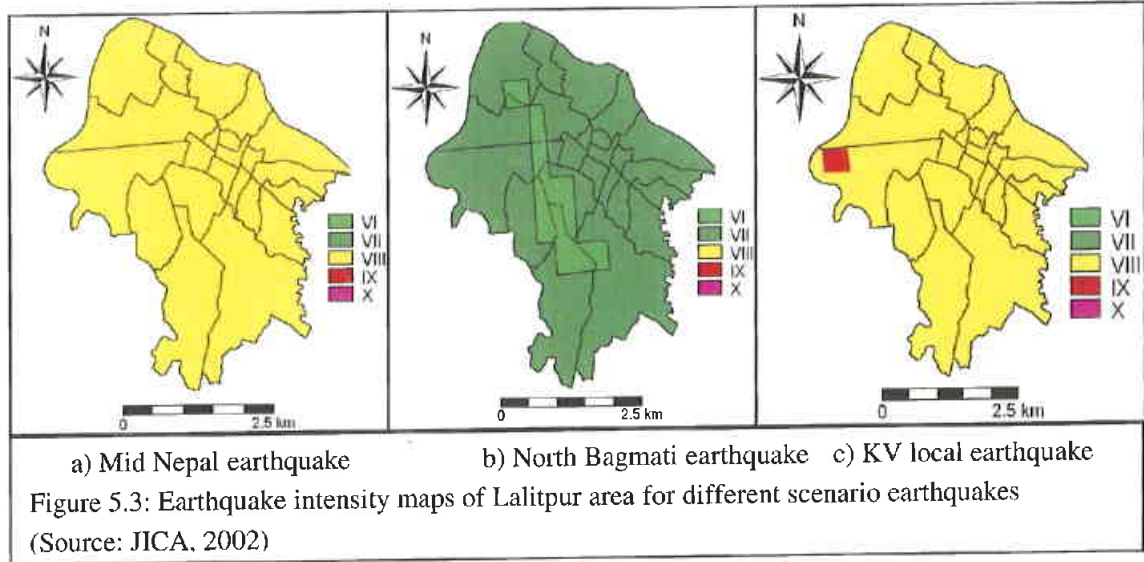 N
VI
VII
VIII
IX
X
0 2.5 km
N
VI
VII
VIII
IX
X
0 2.5 km
N
VI
VII
VIII
IX
X
0 2.5 km
a) Mid Nepal earthquake b) North Bagmati earthquake c) KV local earthquake
Figure 5.3: Earthquake intensity maps of Lalitpur area for different scenario earthquakes
(Source: JICA, 2002)